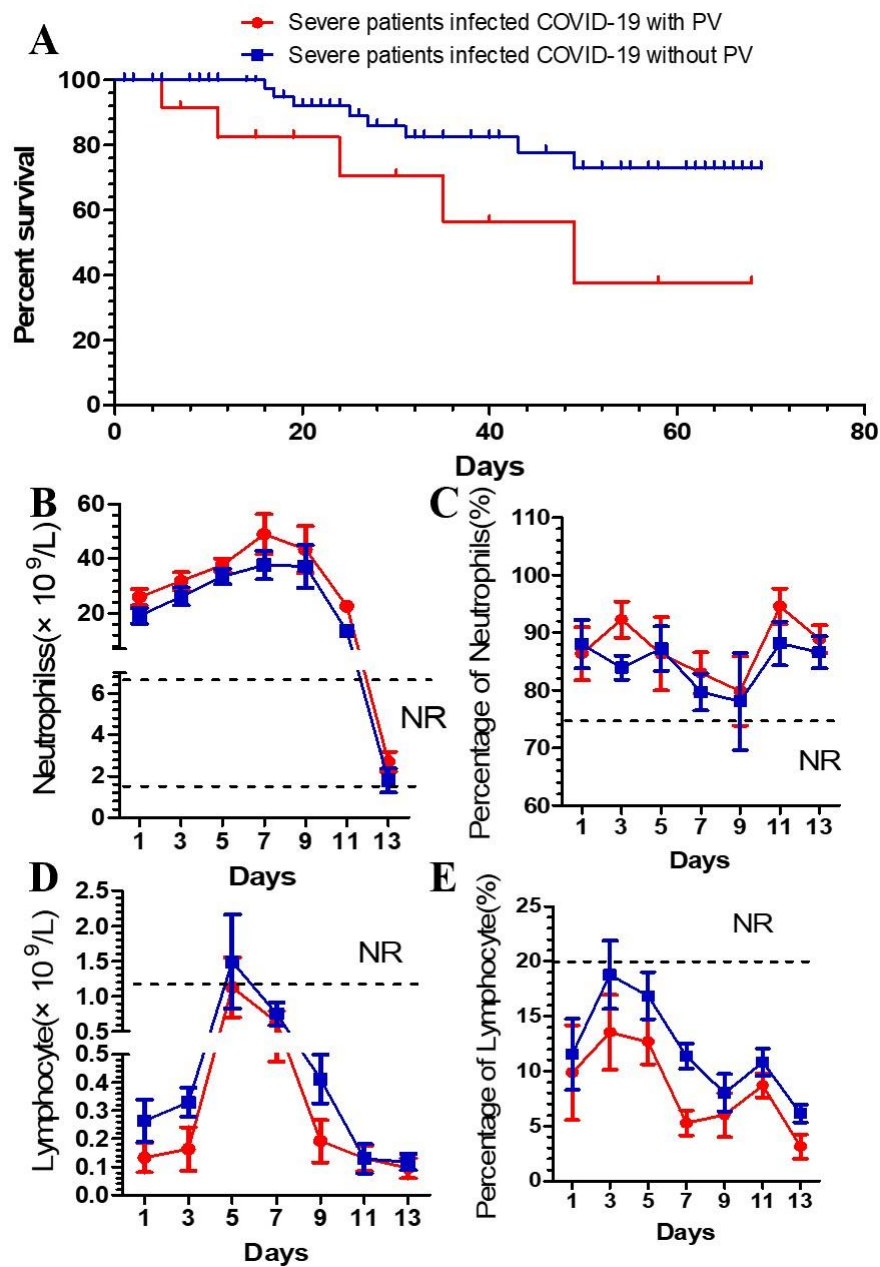 A
Severe patients infected COVID-19 with PV
Severe patients infected COVID-19 without PV
Percent survival
100
80
60
40
20
0
0 20 40 60 80
Days
B
Neutrophilss(× 10 9/L)
60
40
20
6
4
2
0
NR
1 3 5 7 9 11 13
Days
C
Percentage of Neutrophils(%)
110
100
90
80
70
60
NR
1 3 5 7 9 11 13
Days
D
Lymphocyte(× 10 9/L)
2.5
2.0
1.5
1.0
0.5
0.5
0.4
0.3
0.2
0.1
0.0
NR
1 3 5 7 9 11 13
Days
E
Percentage of Lymphocyte(%)
25
20
15
10
5
0
NR
1 3 5 7 9 11 13
Days